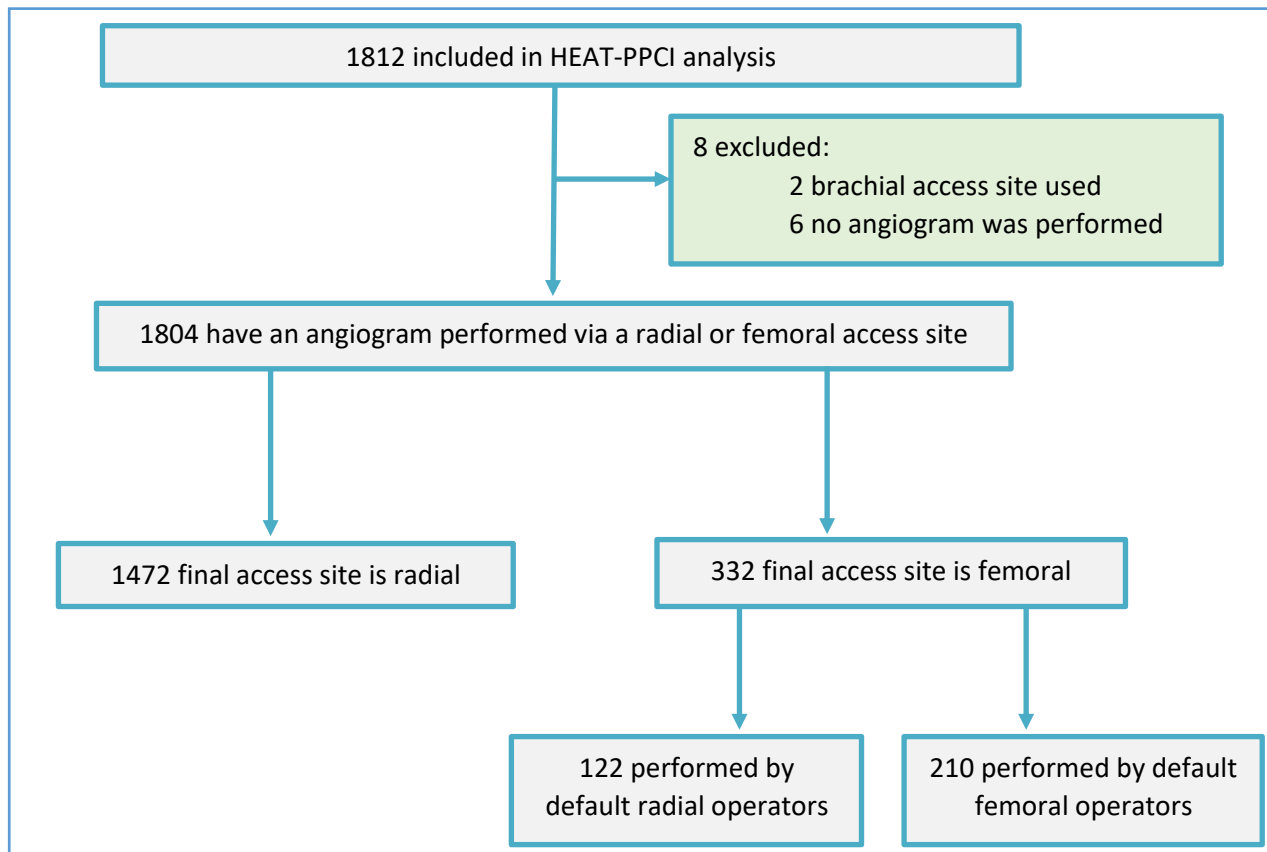 1812 included in HEAT-PPCI analysis
8 excluded:
2 brachial access site used
6 no angiogram was performed
1804 have an angiogram performed via a radial or femoral access site
1472 final access site is radial
332 final access site is femoral
122 performed by
default radial operators
210 performed by default
femoral operators